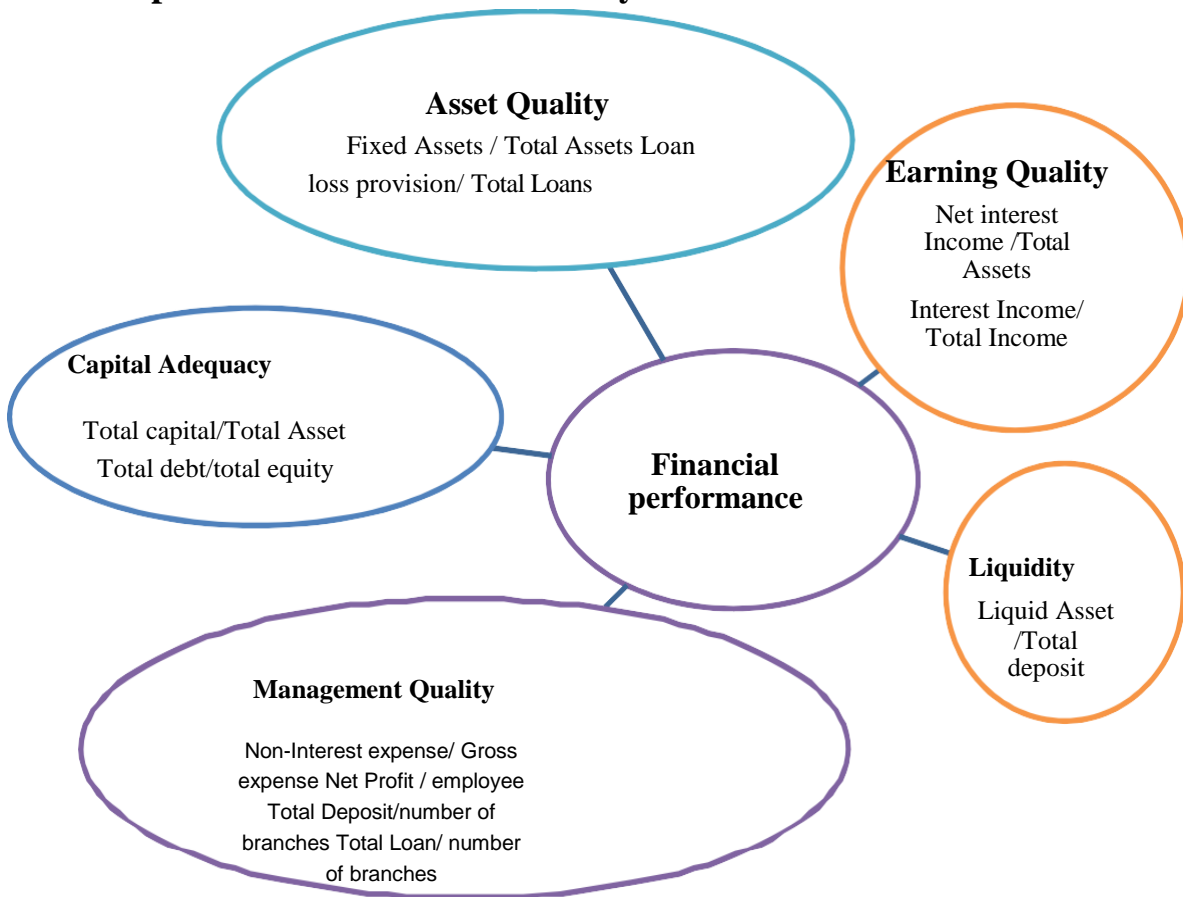 Asset Quality
Fixed Assets / Total Assets Loan
loss provision/ Total Loans
Earning Quality
Net interest
Income /Total
Assets
Interest Income/
Total Income
Capital Adequacy
Total capital/Total Asset
Total debt/total equity
Financial
performance
Liquidity
Liquid Asset
/Total
deposit
Management Quality
Non-Interest expense/ Gross
expense Net Profit / employee
Total Deposit/number of
branches Total Loan/ number
of branches